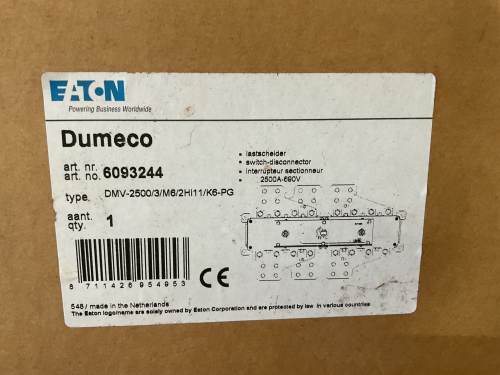 EATON
Powering Business Worldwide
Dumeco
art. nr.
art. no. 6093244
type. DMV-2500/3/M6/2HI11/K6-PG
aant.
qty. 1
• lastscheider
• switch-disconnector
• interrupteur sectionneur
• 2500A-690V
8 711426 954953
CE
548 / made in the Netherlands
The Eaton logo/name are solely owned by Eaton Corporation and are protected by law in various countries